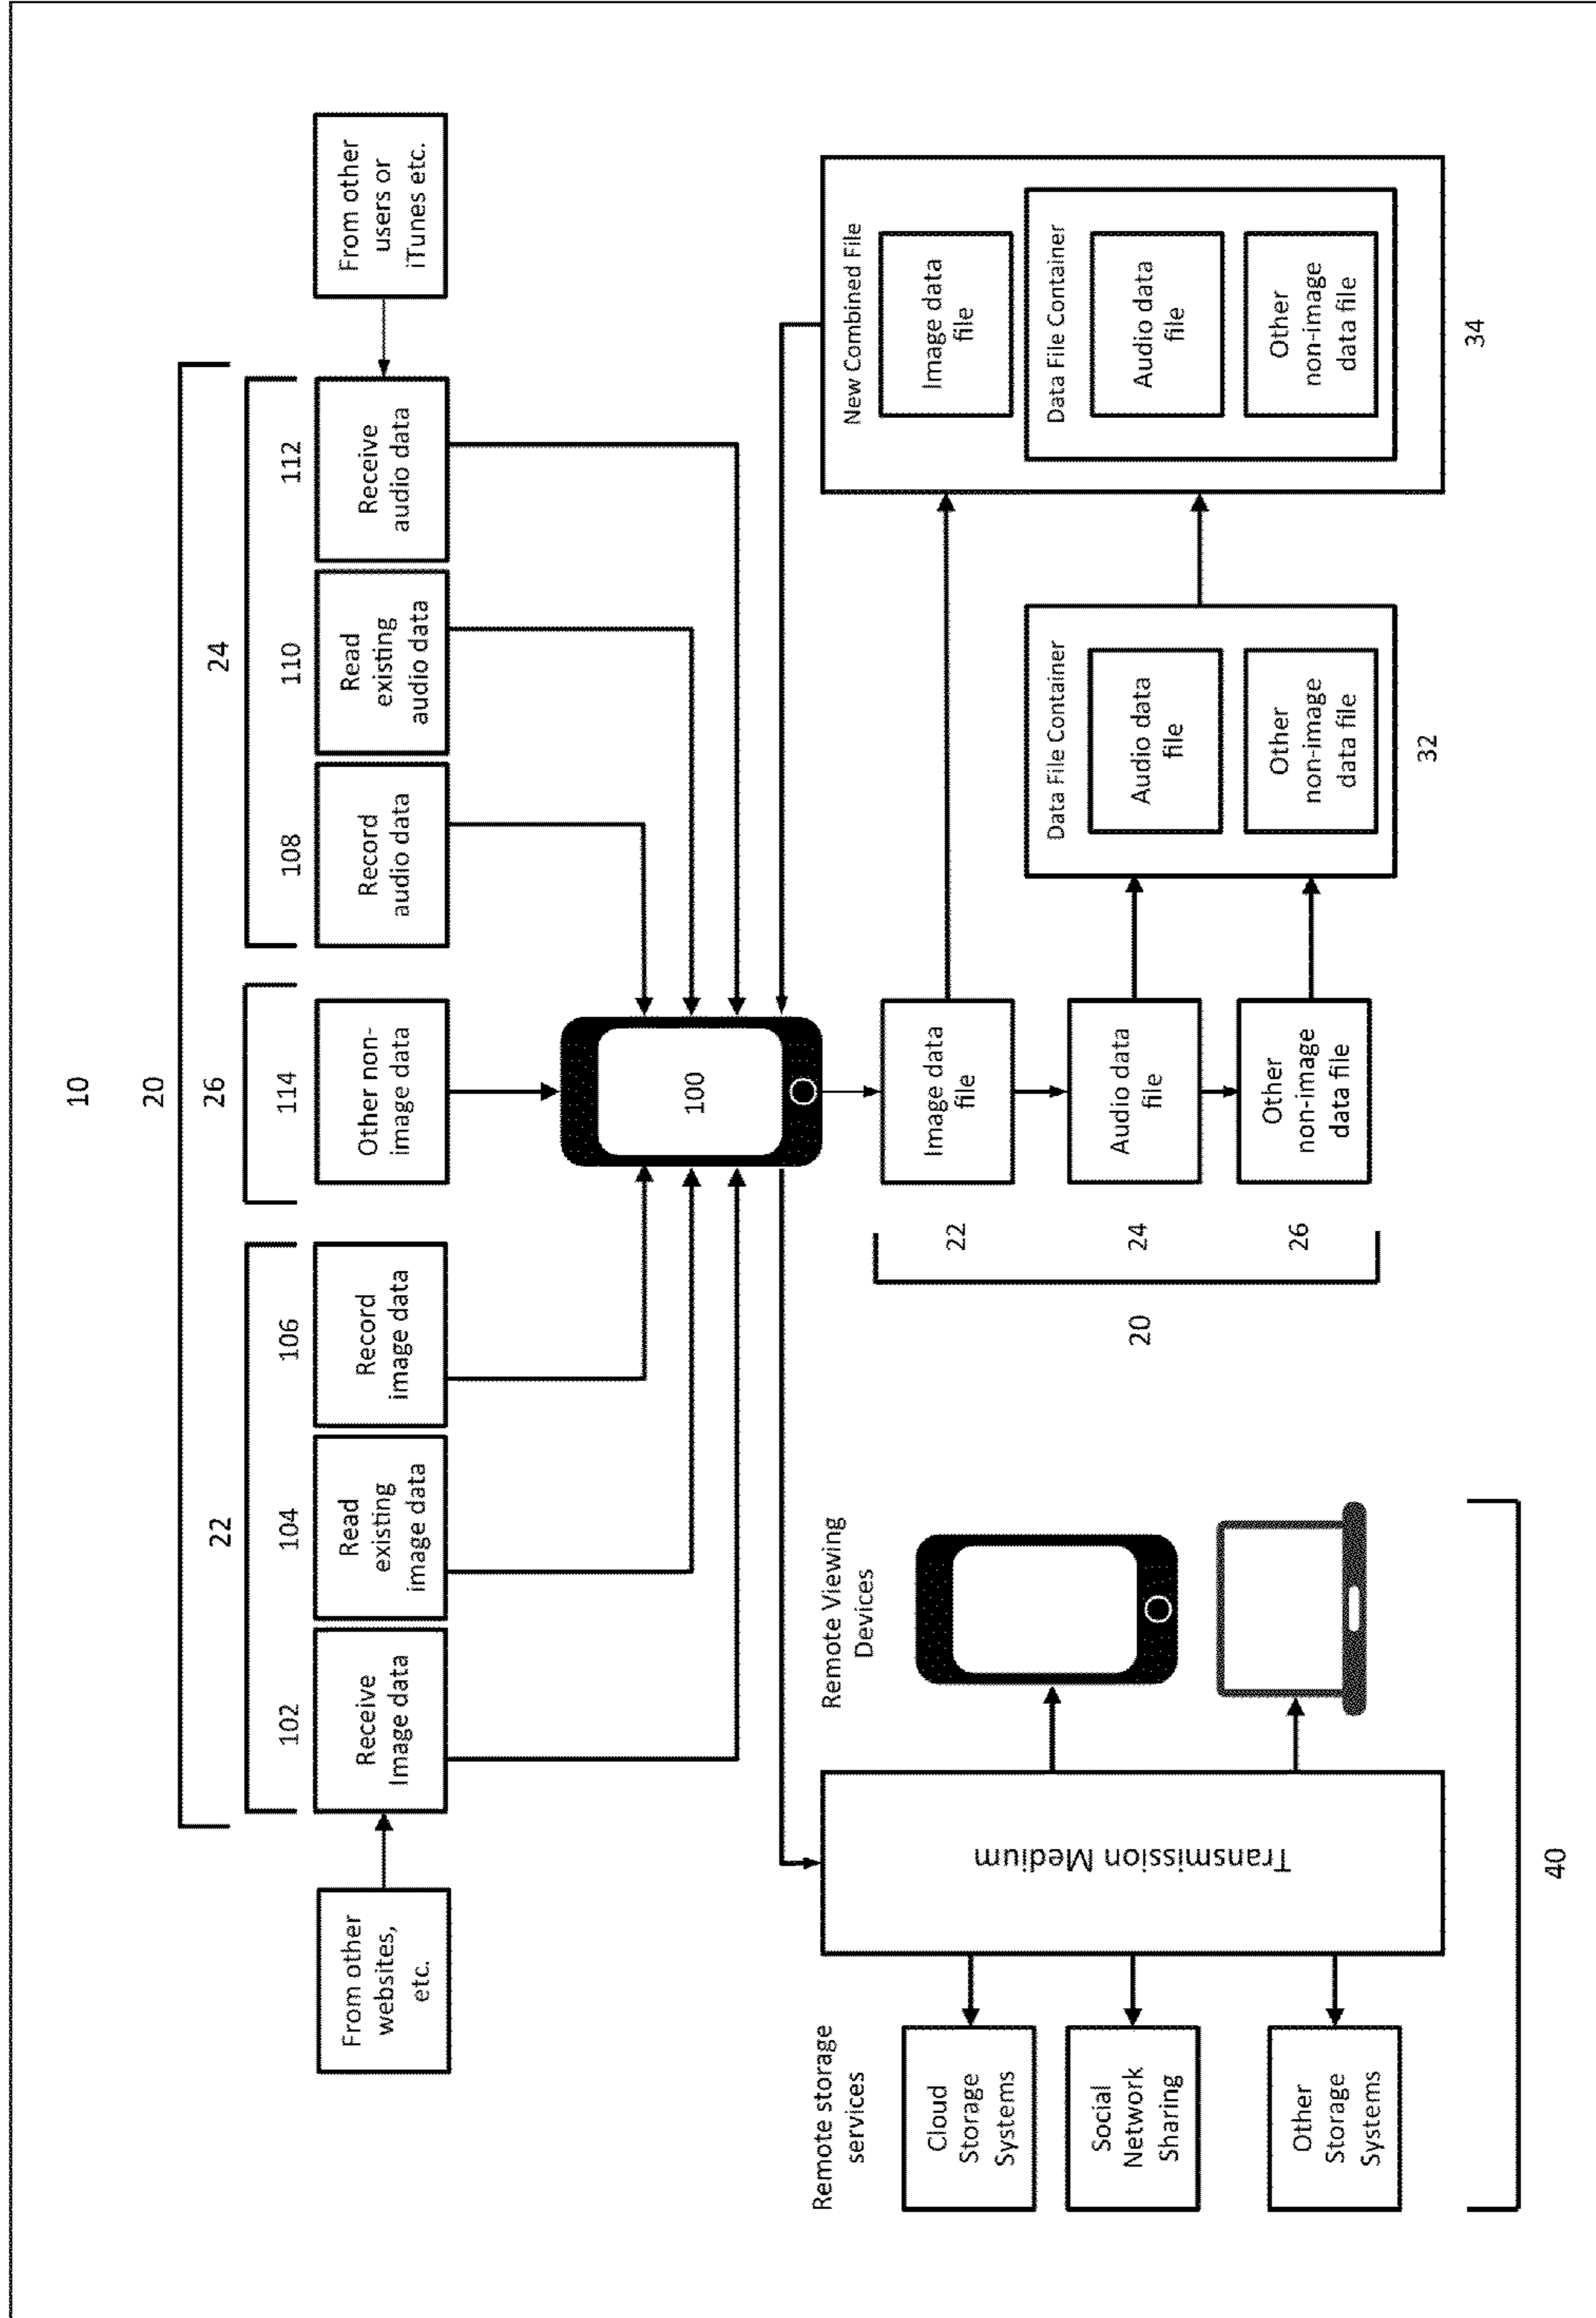 10
20
22
26
24
102
104
106
114
108
110
112
From other
websites,
etc.
Receive
Image data
Read
existing
image data
Record
image data
Other non-
image data
Record
audio data
Read
existing
audio data
Receive
audio data
From other
users or
iTunes etc.
100
Remote storage
services
Cloud
Storage
Systems
Social
Network
Sharing
Other
Storage
Systems
Transmission Medium
Remote Viewing
Devices
40
20
22
24
26
Image data
file
Audio data
file
Other
non-image
data file
Data File Container
Audio data
file
Other
non-image
data file
32
New Combined File
Image data
file
Data File Container
Audio data
file
Other
non-image
data file
34